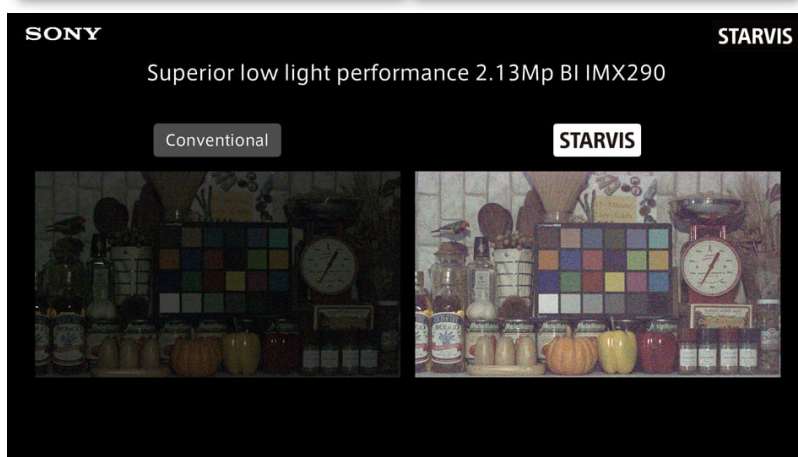 SONY
STARVIS
Superior low light performance 2.13Mp BI IMX290
Conventional
STARVIS